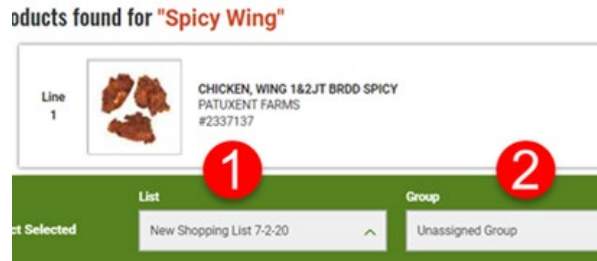 oducts found for "Spicy Wing"
Line
1
CHICKEN, WING 1&2JT BRDD SPICY
PATUXENT FARMS
#2337137
1
2
List
Group
ct Selected
New Shopping List 7-2-20
Unassigned Group